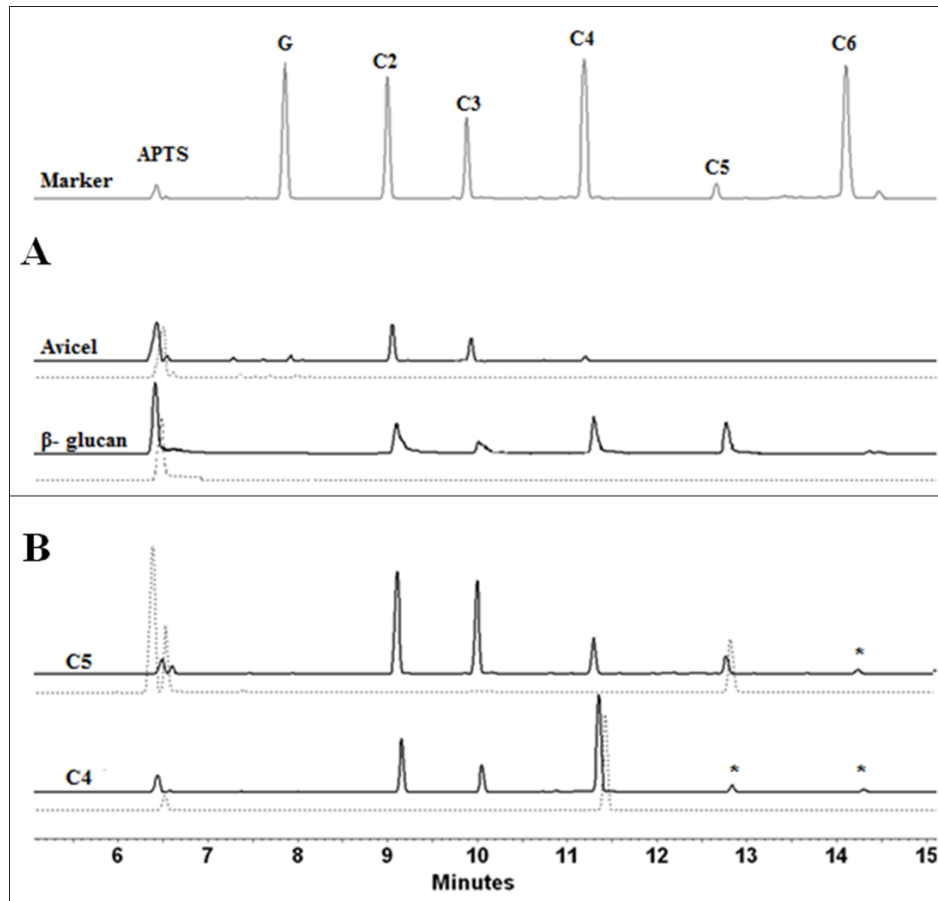 G
C2
C3
C4
C5
C6
APTS
Marker
A
Avicel
β- glucan
B
C5
*
C4
* *
6 7 8 9 10 11 12 13 14 15
Minutes